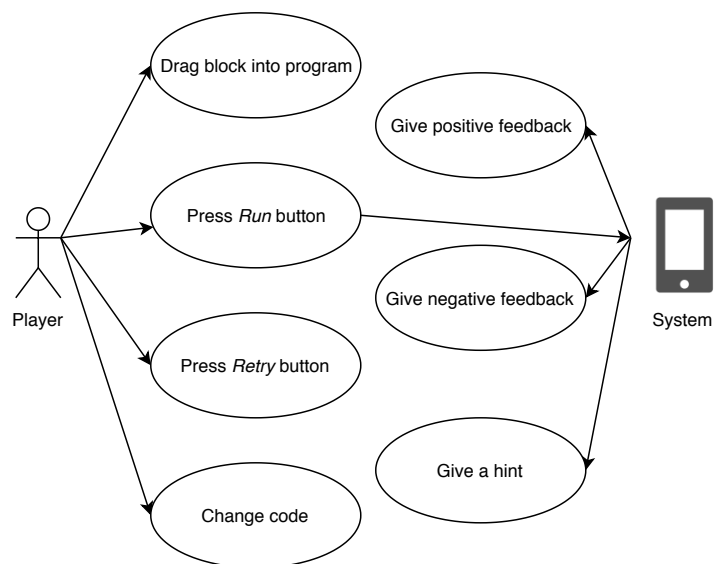 Drag block into program
Give positive feedback
Press Run button
Give negative feedback
Player
System
Press Retry button
Give a hint
Change code